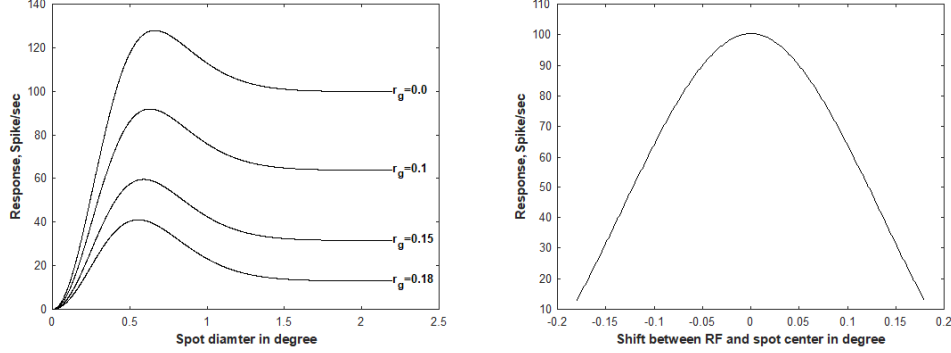 140
120
100
80
60
40
20
0
Response,Spike/sec
r_g=0.0
r_g=0.1
r_g=0.15
r_g=0.18
0 0.5 1 1.5 2 2.5
Spot diamter in degree
110
100
90
80
70
60
50
40
30
20
10
Response,Spike/sec
-0.2 -0.15 -0.1 -0.05 0 0.05 0.1 0.15 0.2
Shift between RF and spot center in degree